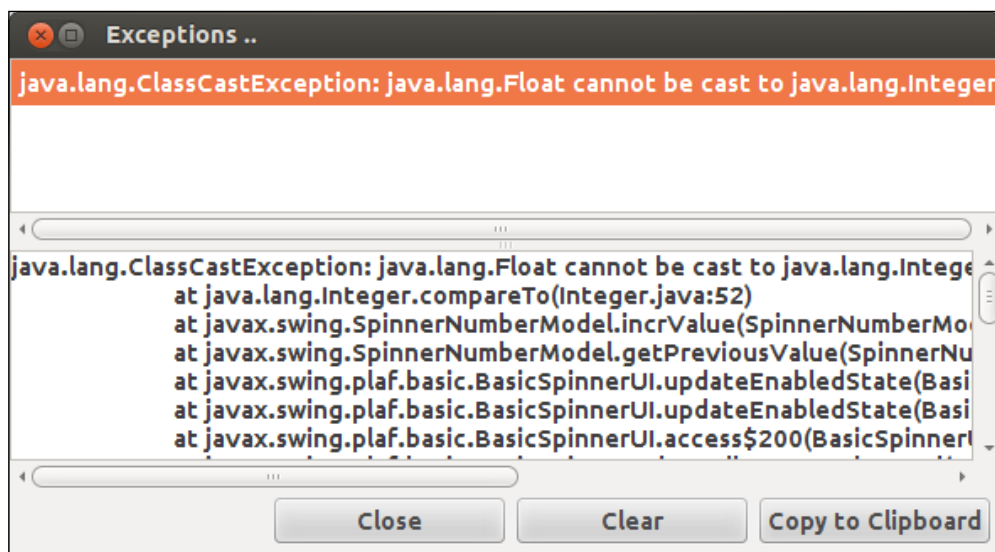 Exceptions ..
java.lang.ClassCastException: java.lang.Float cannot be cast to java.lang.Integer
java.lang.ClassCastException: java.lang.Float cannot be cast to java.lang.Intege
at java.lang.Integer.compareTo(Integer.java:52)
at javax.swing.SpinnerNumberModel.incrValue(SpinnerNumberMo
at javax.swing.SpinnerNumberModel.getPreviousValue(SpinnerNu
at javax.swing.plaf.basic.BasicSpinnerUI.updateEnabledState(Basi
at javax.swing.plaf.basic.BasicSpinnerUI.updateEnabledState(Basi
at javax.swing.plaf.basic.BasicSpinnerUI.access$200(BasicSpinner
Close Clear Copy to Clipboard